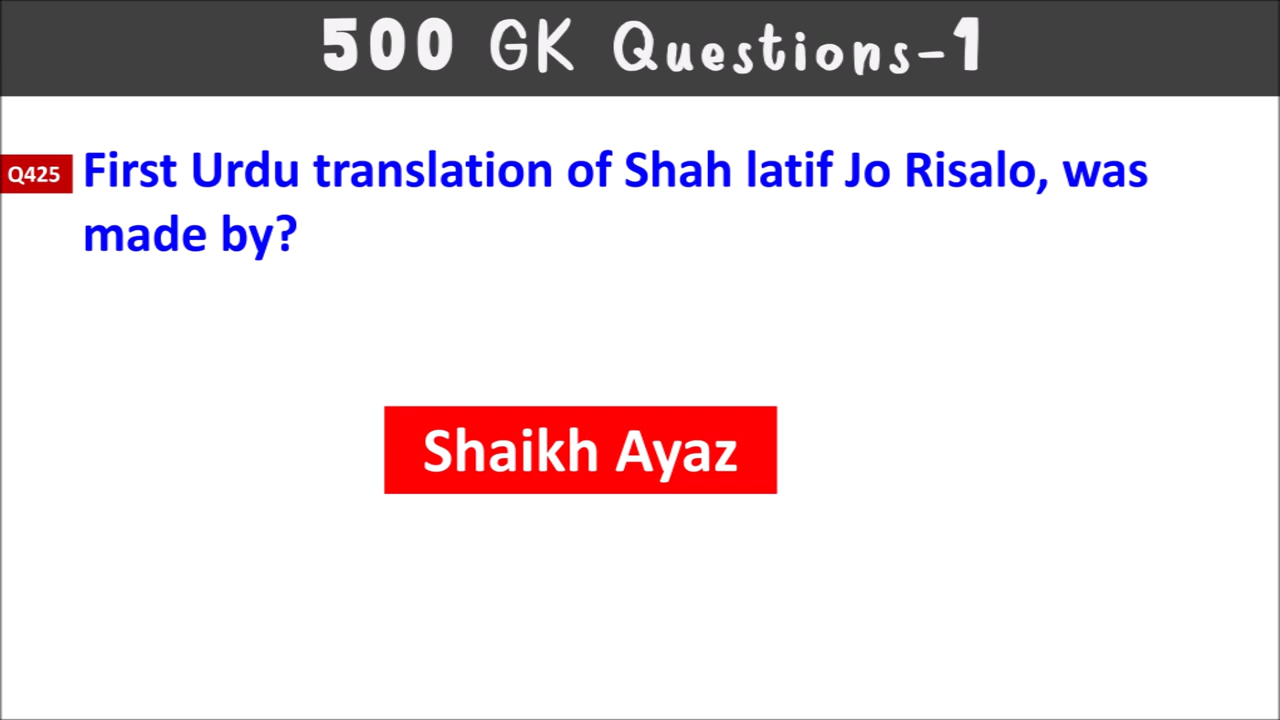 500 GK Questions-1
Q425 First Urdu translation of Shah latif Jo Risalo, was
made by?
Shaikh Ayaz